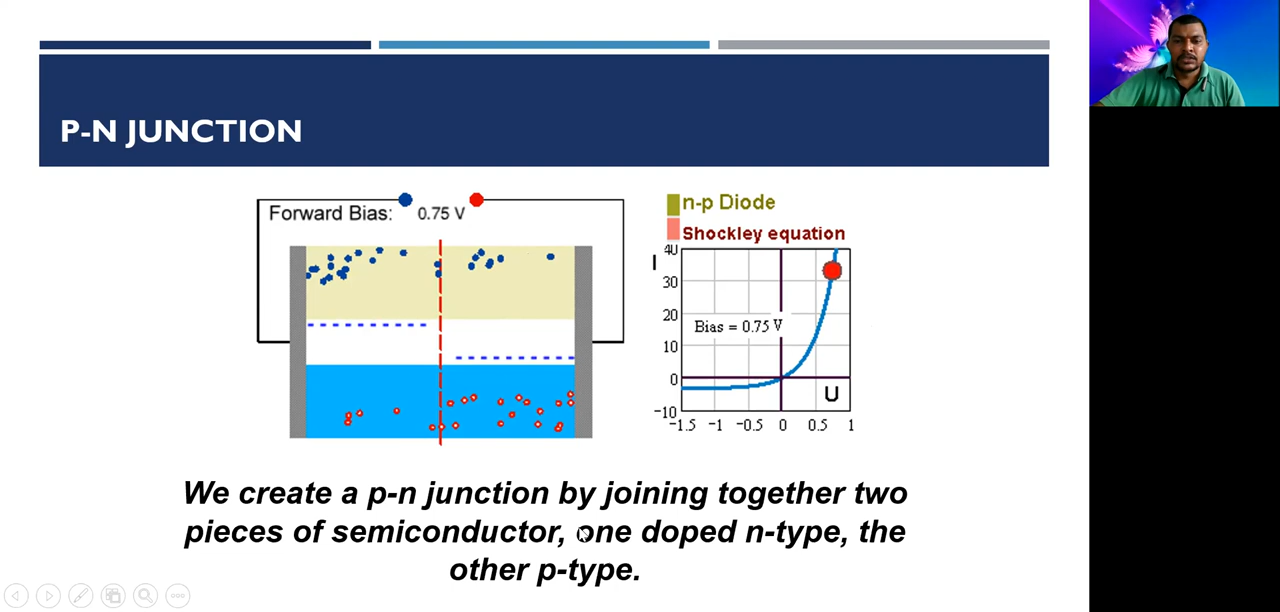 P-N JUNCTION
Forward Bias: 0.75 V
n-p Diode
Shockley equation
I
40
30
20
10
0
-10
Bias = 0.75 V
U
-1.5 -1 -0.5 0 0.5 1
We create a p-n junction by joining together two
pieces of semiconductor, one doped n-type, the
other p-type.